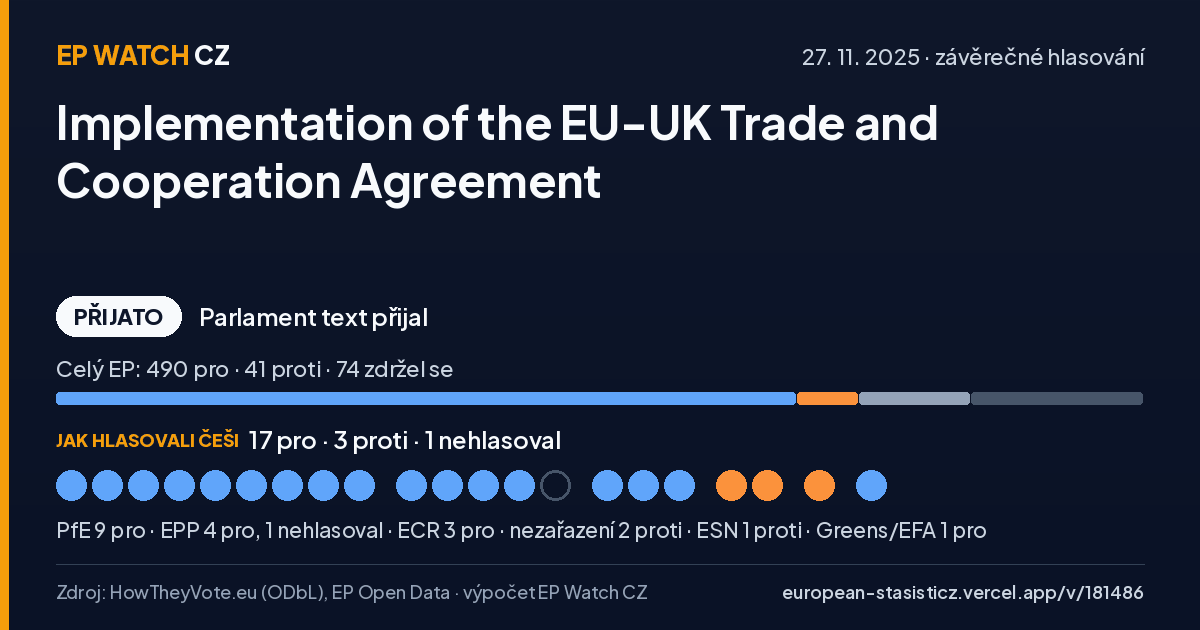 EP WATCH CZ
27. 11. 2025 · závěrečné hlasování
Implementation of the EU–UK Trade and
Cooperation Agreement
PŘIJATO
Parlament text přijal
Celý EP: 490 pro · 41 proti · 74 zdržel se
JAK HLASOVALI ČEŠI 17 pro · 3 proti · 1 nehlasoval
PfE 9 pro · EPP 4 pro, 1 nehlasoval · ECR 3 pro · nezařazení 2 proti · ESN 1 proti · Greens/EFA 1 pro
Zdroj: HowTheyVote.eu (ODbL), EP Open Data · výpočet EP Watch CZ
european-stasisticz.vercel.app/v/181486